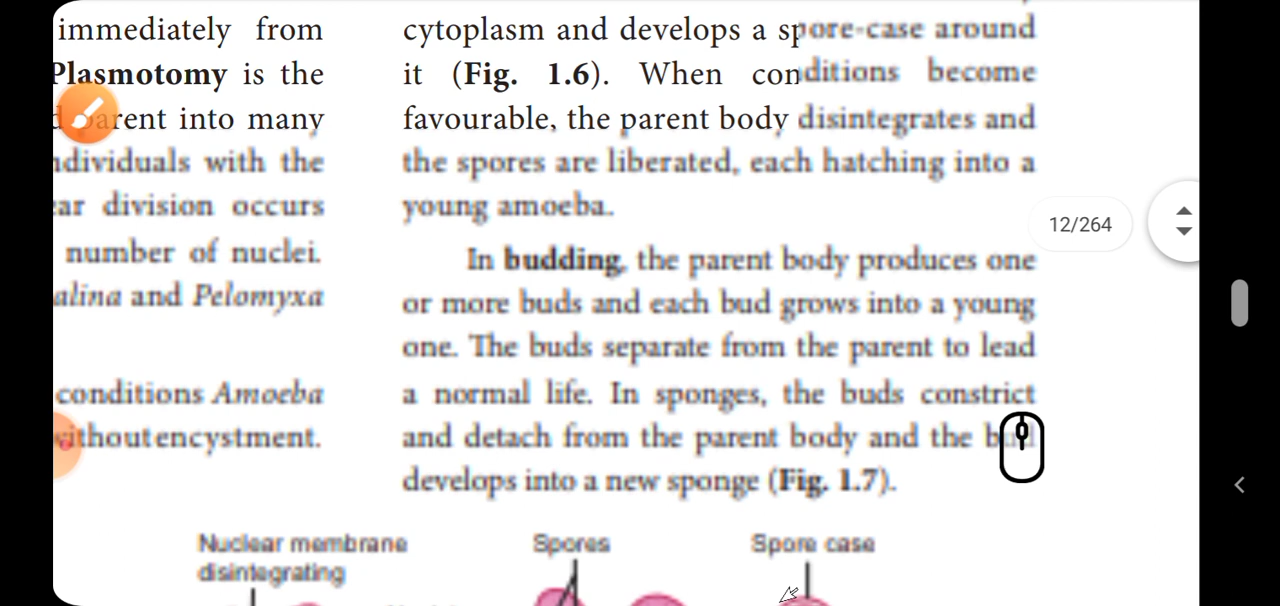 immediately from
Plasmotomy is the
parent into many
individuals with the
ar division occurs
number of nuclei.
alina and Pelomyxa
conditions Amoeba
without encystment.
cytoplasm and develops a spore-case around
it (Fig. 1.6). When conditions become
favourable, the parent body disintegrates and
the spores are liberated, each hatching into a
young amoeba.
In budding, the parent body produces one
or more buds and each bud grows into a young
one. The buds separate from the parent to lead
a normal life. In sponges, the buds constrict
and detach from the parent body and the bud
develops into a new sponge (Fig. 1.7).
12/264
Nuclear membrane
disintegrating
Spores
Spore case